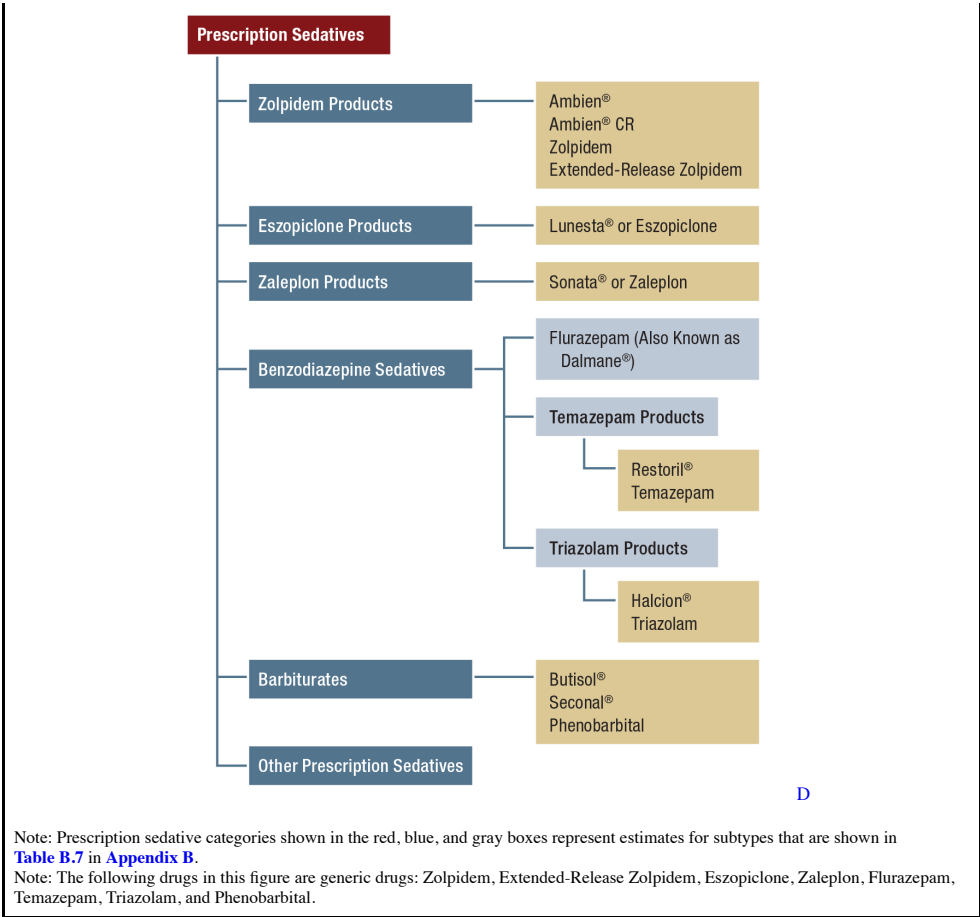 Prescription Sedatives
Zolpidem Products
Ambien®
Ambien® CR
Zolpidem
Extended-Release Zolpidem
Eszopiclone Products
Lunesta® or Eszopiclone
Zaleplon Products
Sonata® or Zaleplon
Benzodiazepine Sedatives
Flurazepam (Also Known as
Dalmane®)
Temazepam Products
Restoril®
Temazepam
Triazolam Products
Halcion®
Triazolam
Barbiturates
Butisol®
Seconal®
Phenobarbital
Other Prescription Sedatives
D
Note: Prescription sedative categories shown in the red, blue, and gray boxes represent estimates for subtypes that are shown in
Table B.7 in Appendix B.
Note: The following drugs in this figure are generic drugs: Zolpidem, Extended-Release Zolpidem, Eszopiclone, Zaleplon, Flurazepam,
Temazepam, Triazolam, and Phenobarbital.